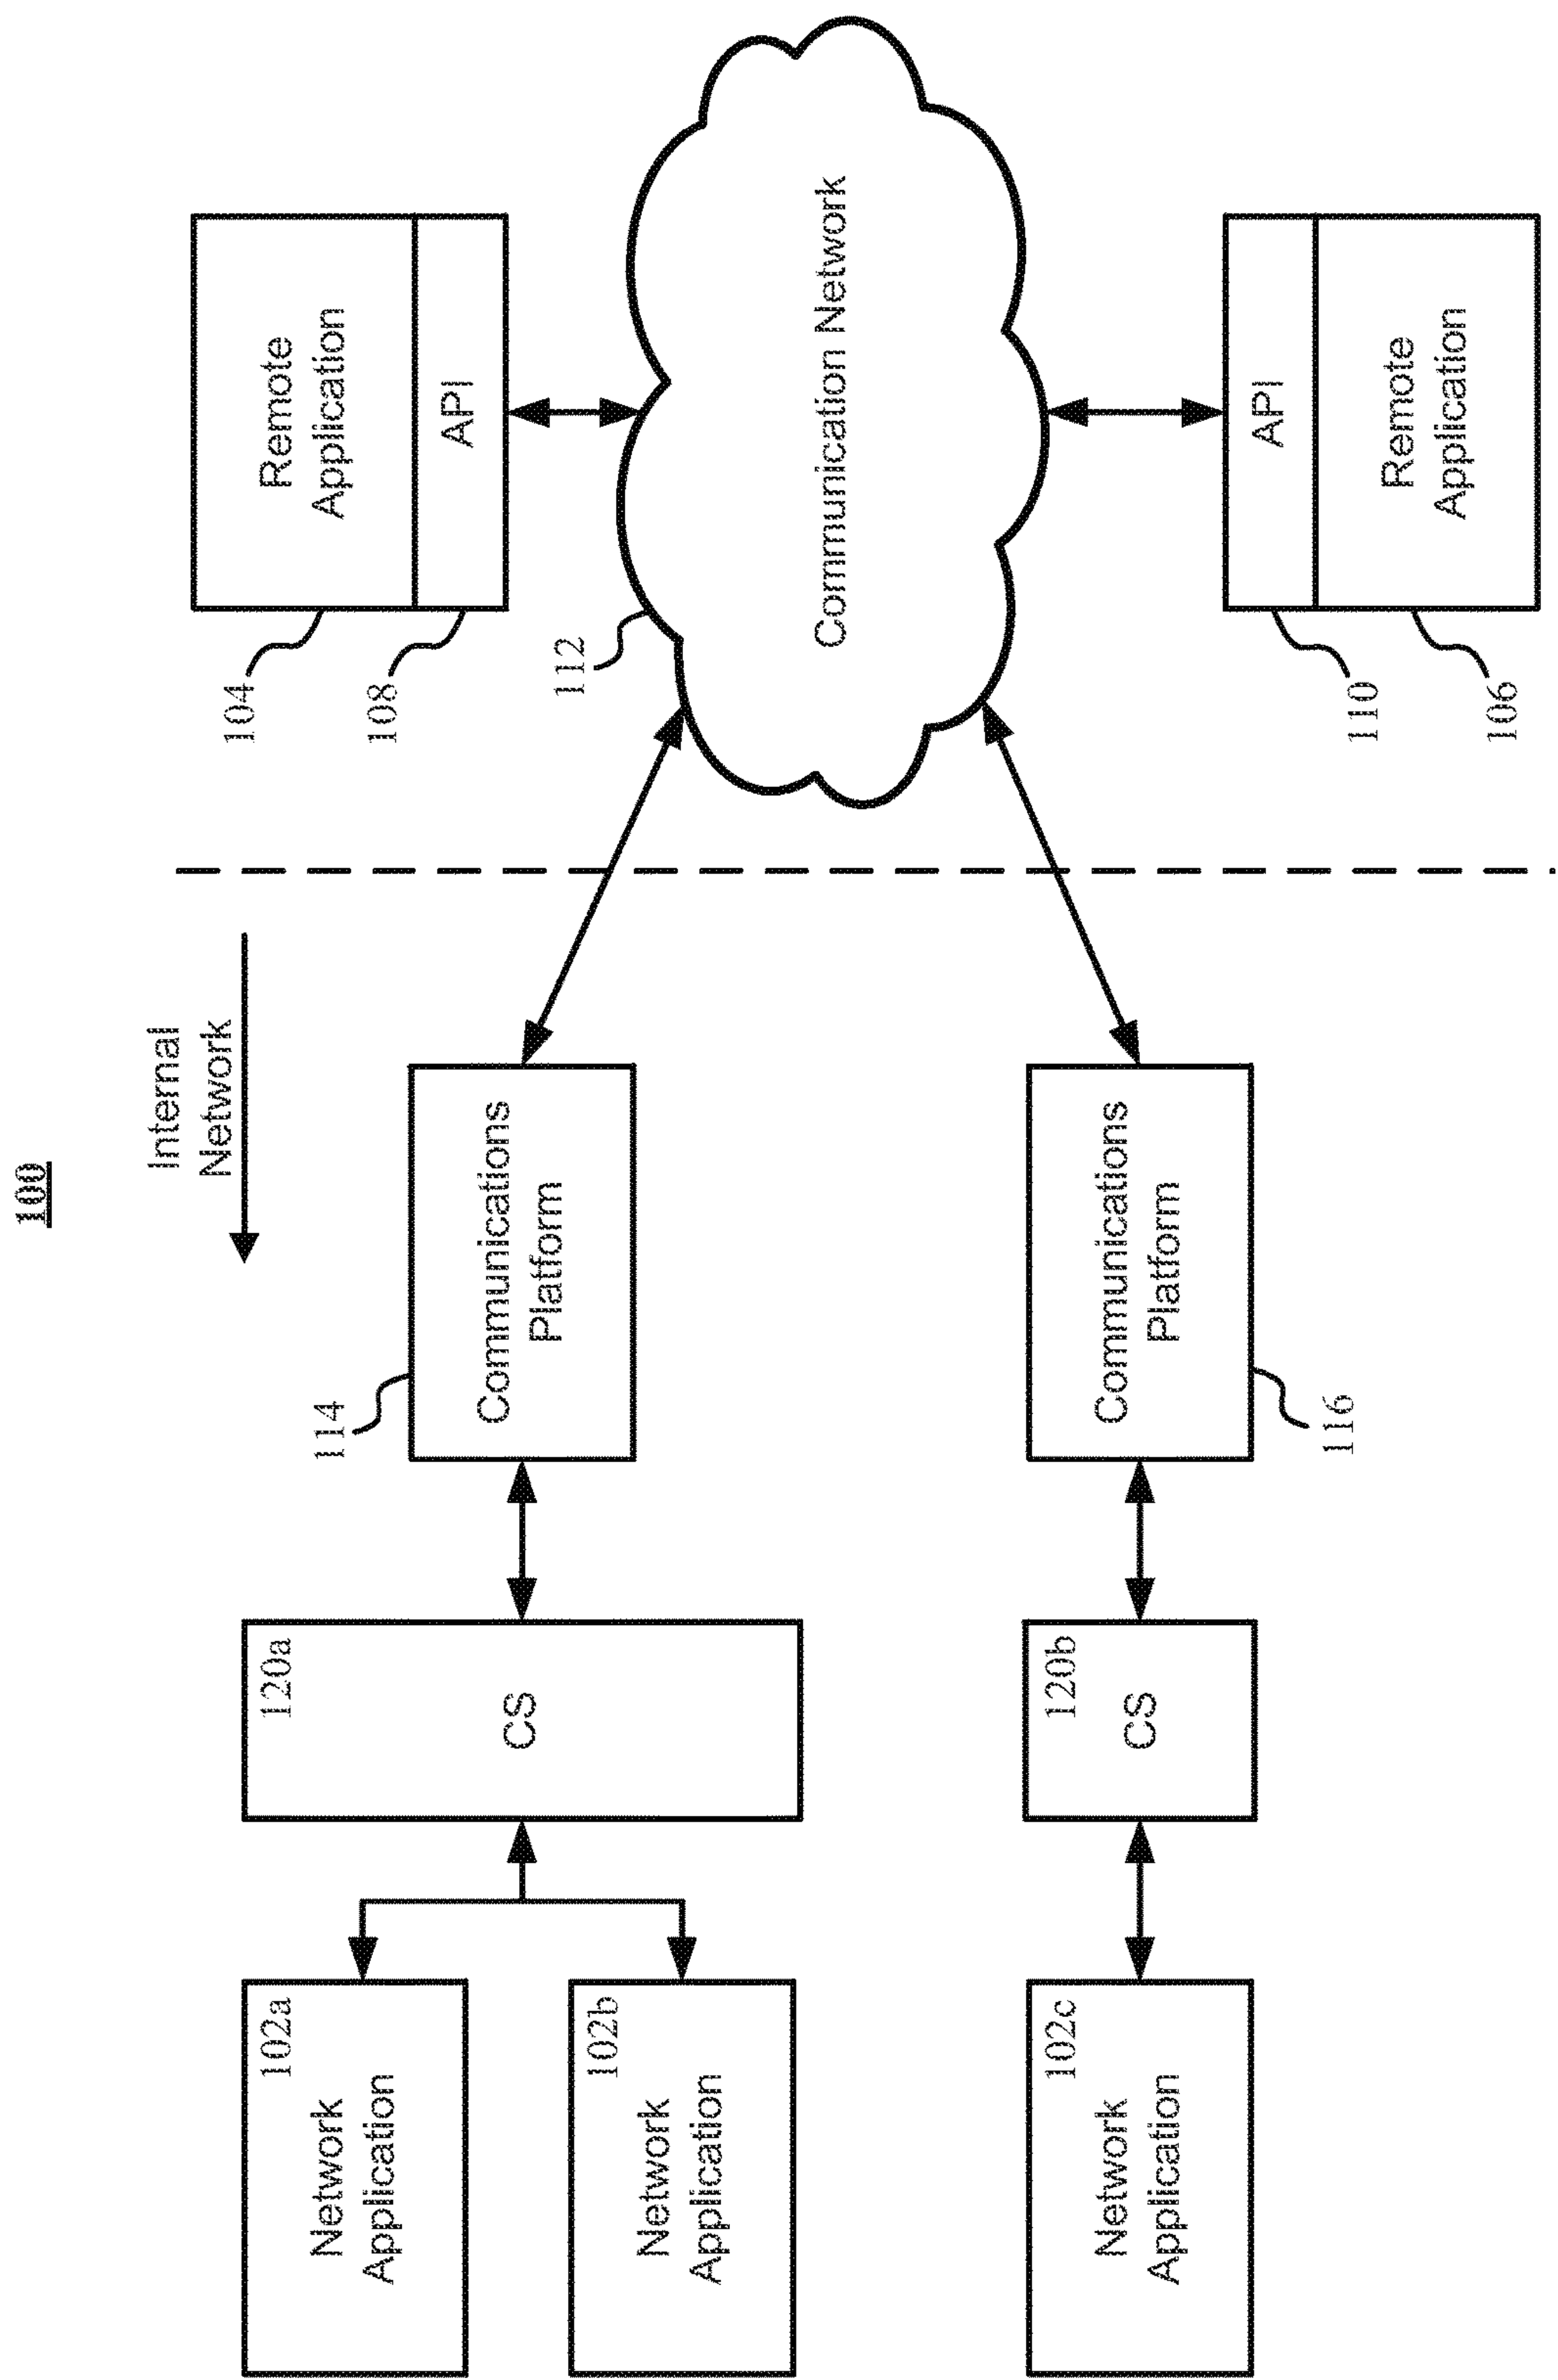 100
Internal
Network
104
Remote
Application
108
API
112
Communication Network
114
Communications
Platform
120a
CS
102a
Network
Application
102b
Network
Application
102c
Network
Application
120b
CS
Communications
Platform
116
110
API
106
Remote
Application